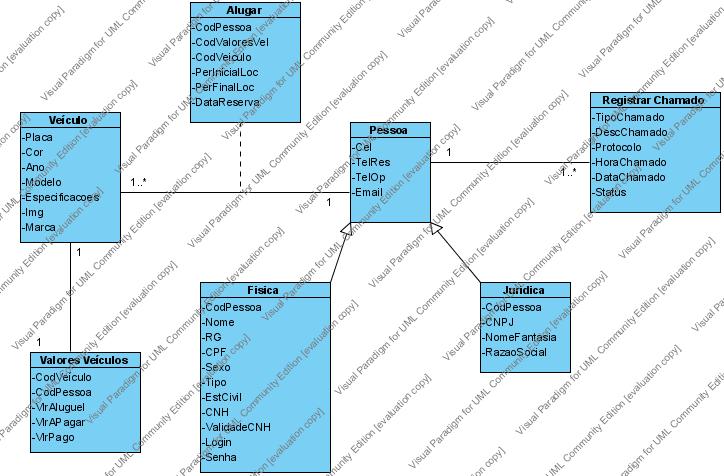 Alugar
-CodPessoa
-CodValoresVel
-CodVeiculo
-PerInicialLoc
-PerFinalLoc
-DataReserva
Veículo
-Placa
-Cor
-Ano
-Modelo
-Especificacoes
-Img
-Marca
1..*
1
Pessoa
-Cel
-TelRes
-TelOp
-Email
1
1..*
Registrar Chamado
-TipoChamado
-DescChamado
-Protocolo
-HoraChamado
-DataChamado
-Status
1
1
Valores Veículos
-CodVeículo
-CodPessoa
-VlrAluguel
-VlrAPagar
-VlrPago
Fisica
-CodPessoa
-Nome
-RG
-CPF
-Sexo
-Tipo
-EstCivil
-CNH
-ValidadeCNH
-Login
-Senha
Juridica
-CodPessoa
-CNPJ
-NomeFantasia
-RazaoSocial
Visual Paradigm for UML Community Edition [evaluation copy]